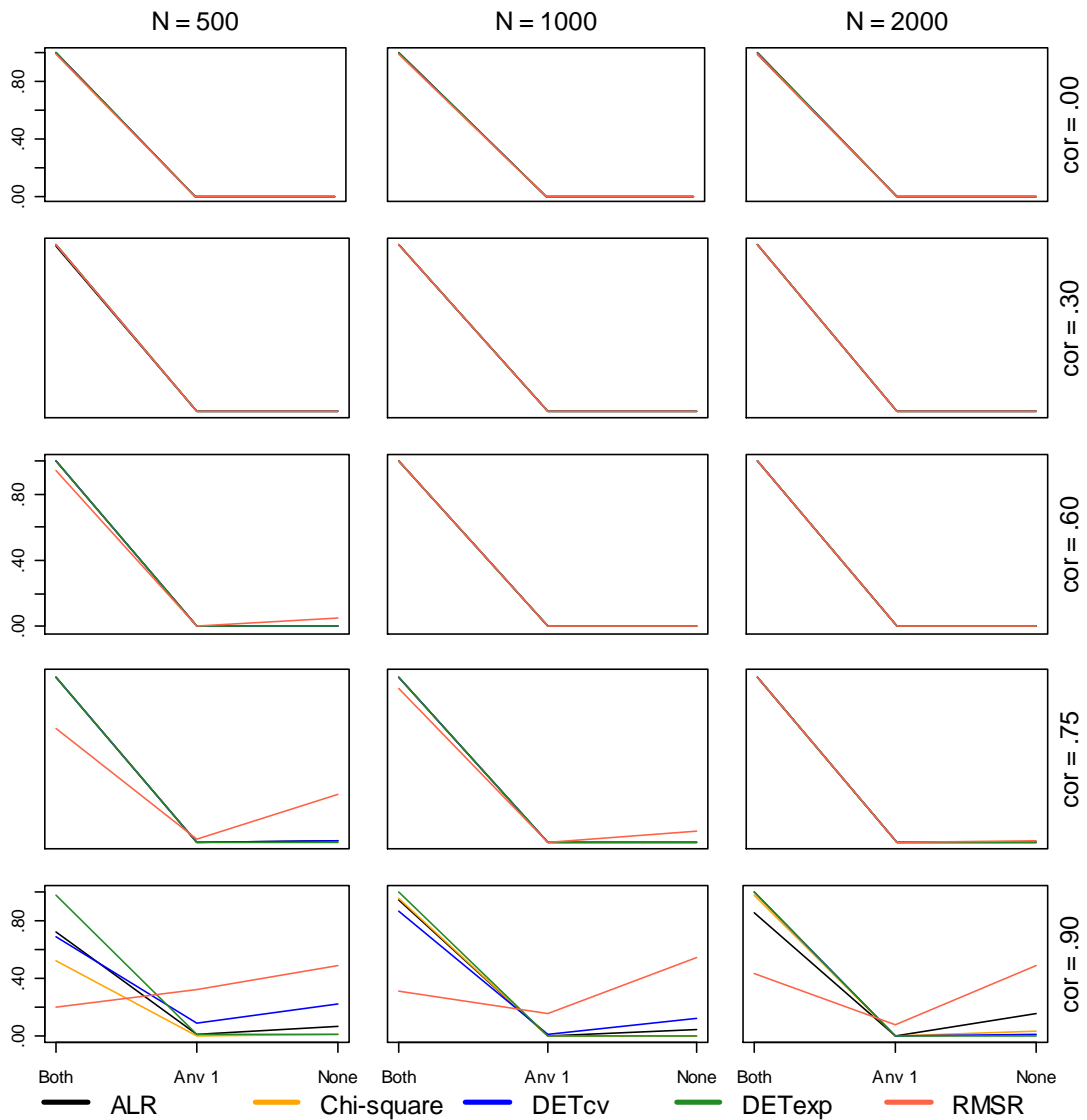 N = 500 N = 1000 N = 2000
.80
.40
.00
cor = .00
cor = .30
.80
.40
.00
cor = .60
cor = .75
.80
.40
.00
cor = .90
Both Anv 1 None Both Anv 1 None Both Anv 1 None
ALR Chi-square DETcv DETexp RMSR